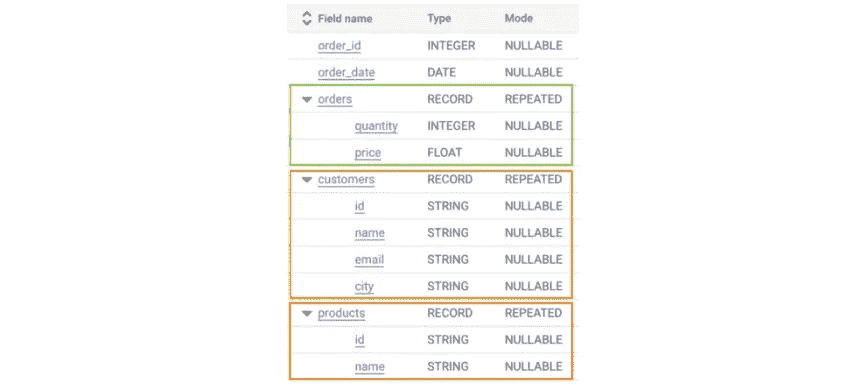 Field name Type Mode
order_id INTEGER NULLABLE
order_date DATE NULLABLE
orders RECORD REPEATED
quantity INTEGER NULLABLE
price FLOAT NULLABLE
customers RECORD REPEATED
id STRING NULLABLE
name STRING NULLABLE
email STRING NULLABLE
city STRING NULLABLE
products RECORD REPEATED
id STRING NULLABLE
name STRING NULLABLE